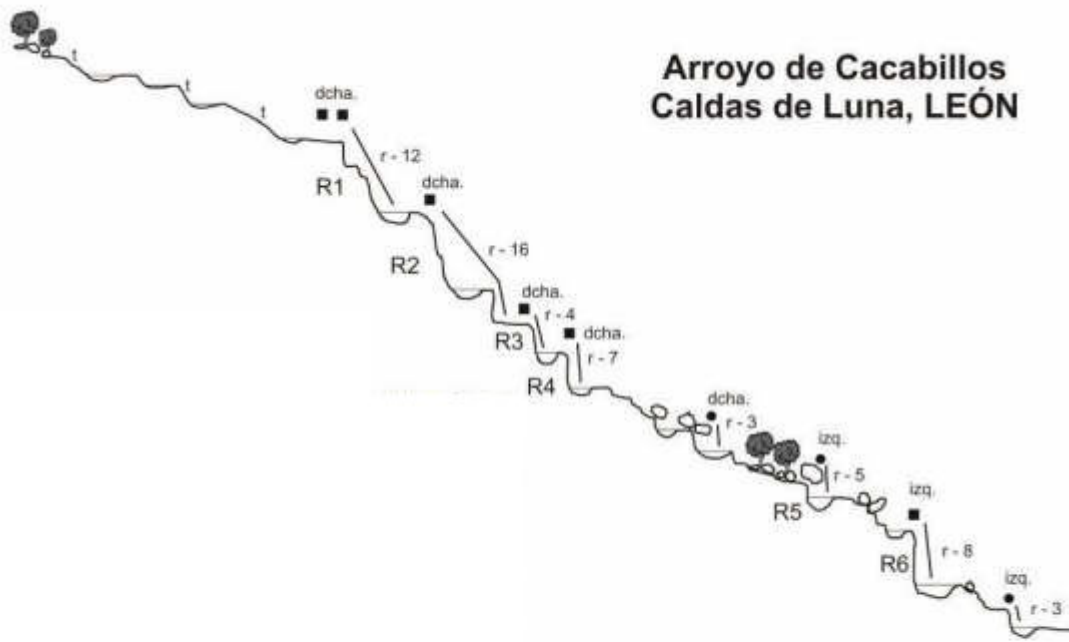 Arroyo de Cacabillos
Caldas de Luna, LEÓN
t
t
t
dcha.
r - 12
R1
dcha.
r - 16
R2
dcha.
r - 4
R3
dcha.
r - 7
R4
dcha.
r - 3
izq.
r - 5
R5
izq.
r - 8
R6
izq.
r - 3